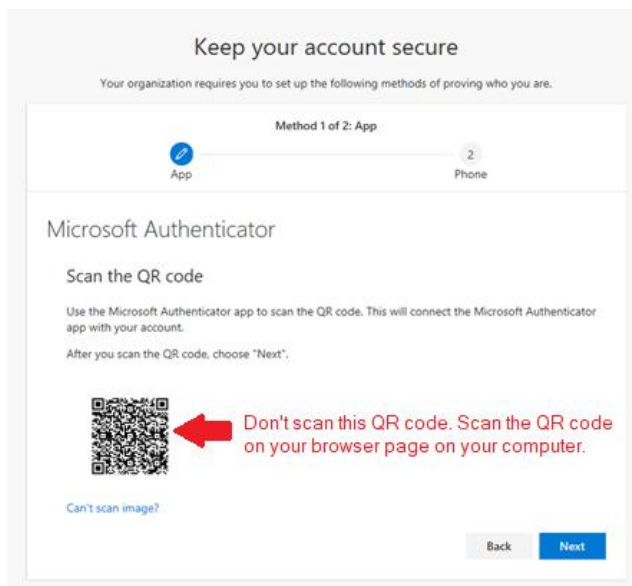 Keep your account secure
Your organization requires you to set up the following methods of proving who you are.
Method 1 of 2: App
2
App
Phone
Microsoft Authenticator
Scan the QR code
Use the Microsoft Authenticator app to scan the QR code. This will connect the Microsoft Authenticator
app with your account.
After you scan the QR code, choose "Next".
Don't scan this QR code. Scan the QR code
on your browser page on your computer.
Can't scan image?
Back
Next